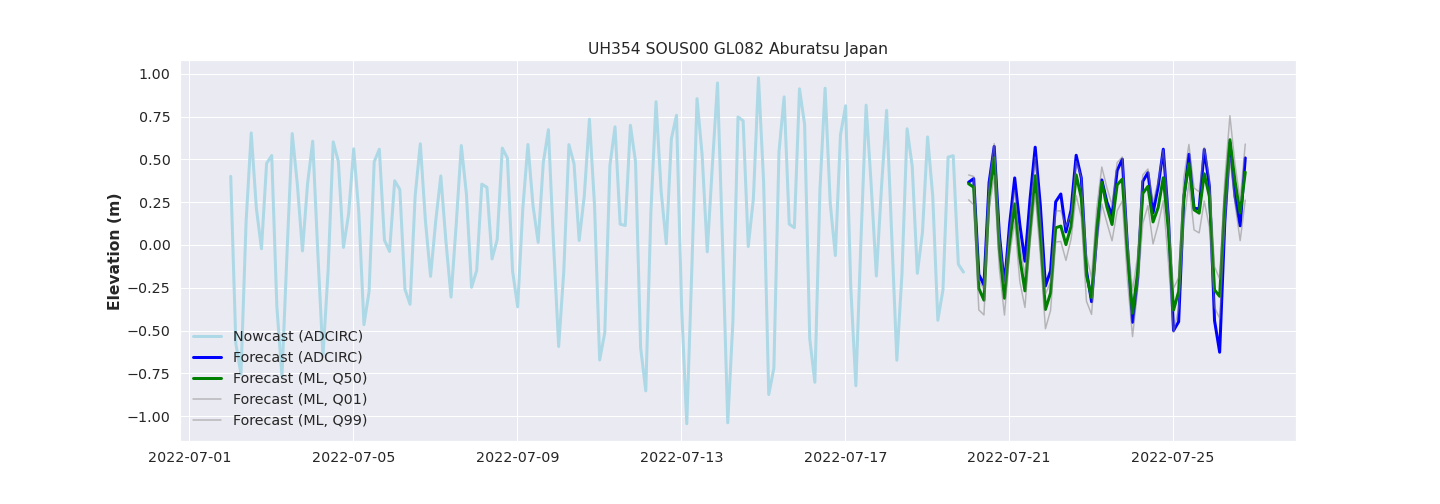 UH354 SOUS00 GL082 Aburatsu Japan
Elevation (m)
1.00
0.75
0.50
0.25
0.00
−0.25
−0.50
−0.75
−1.00
Nowcast (ADCIRC)
Forecast (ADCIRC)
Forecast (ML, Q50)
Forecast (ML, Q01)
Forecast (ML, Q99)
2022-07-01 2022-07-05 2022-07-09 2022-07-13 2022-07-17 2022-07-21 2022-07-25